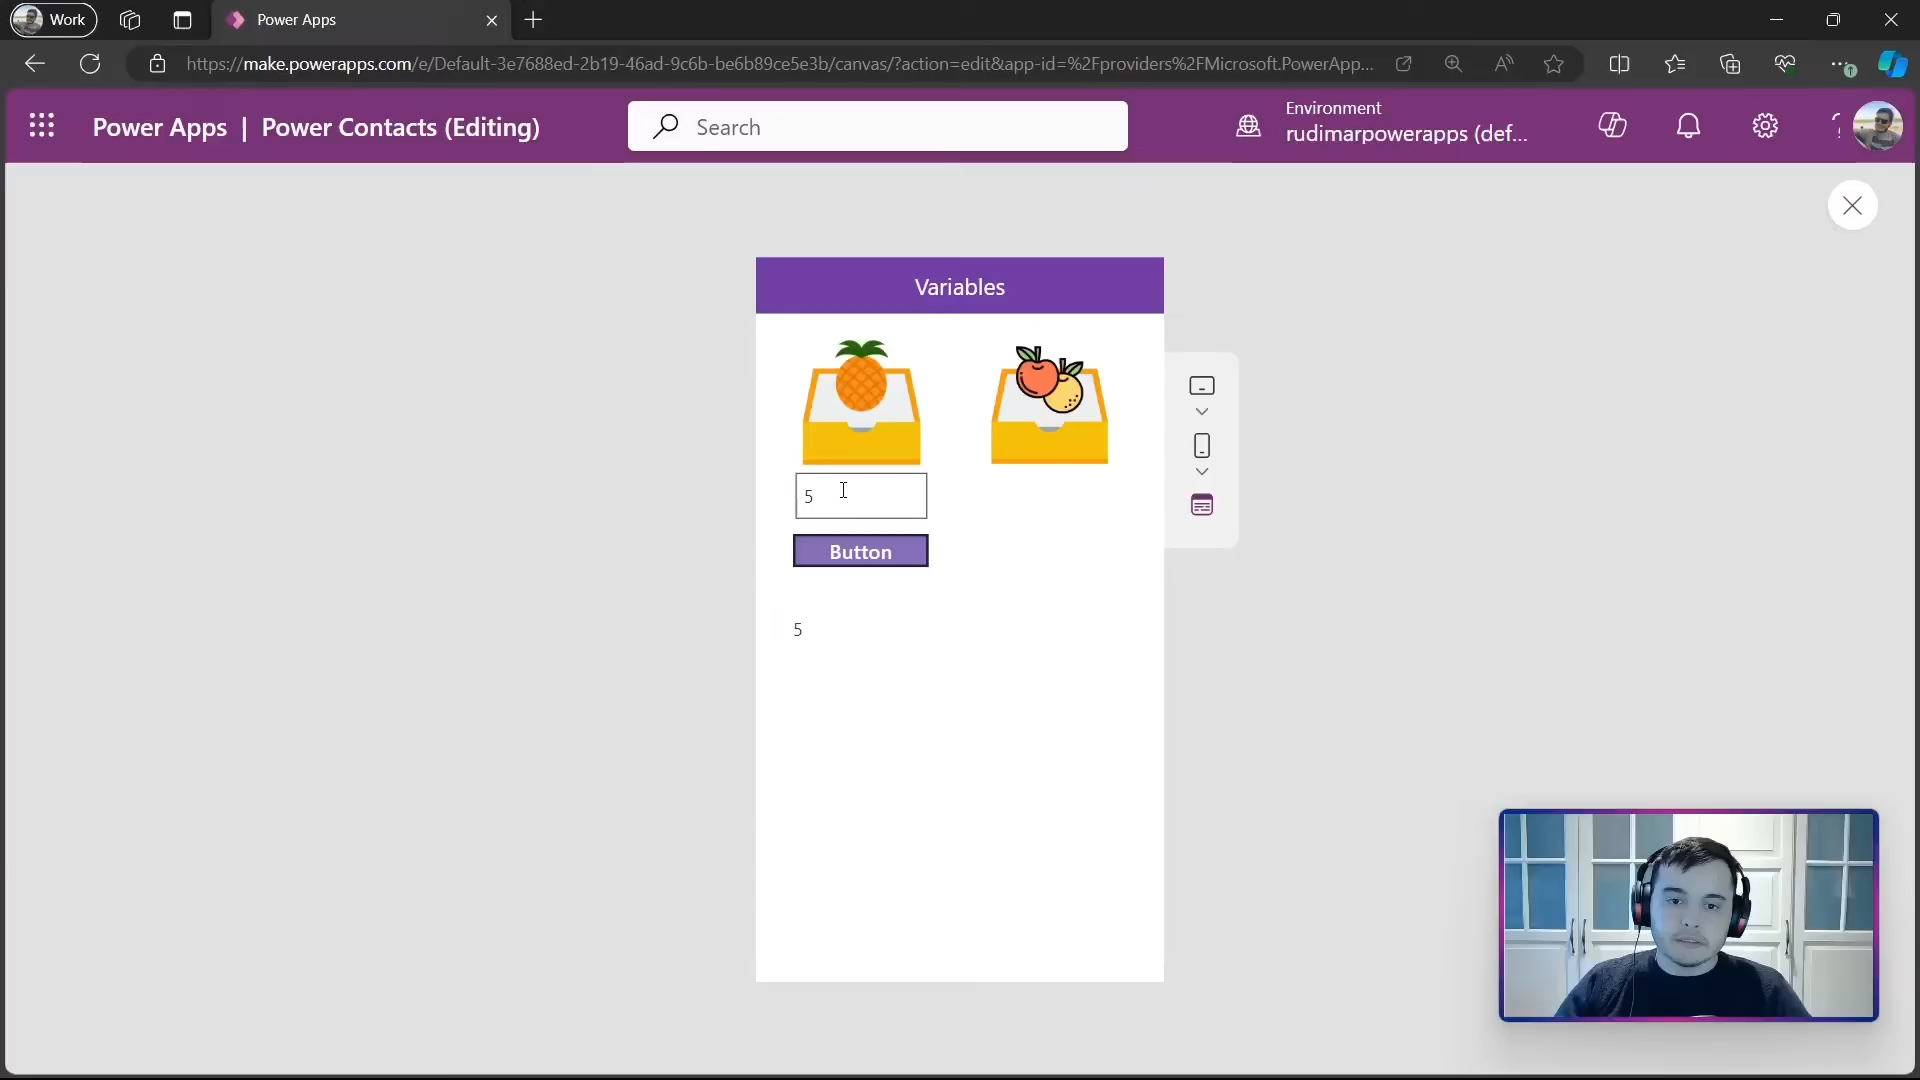 Work
Power Apps
https://make.powerapps.com/e/Default-3e7688ed-2b19-46ad-9c6b-be6b89ce5e3b/canvas/?action=edit&app-id=%2Fproviders%2FMicrosoft.PowerApp...
Power Apps | Power Contacts (Editing)
Search
Environment
rudimarpowerapps (def...
Variables
5
Button
5